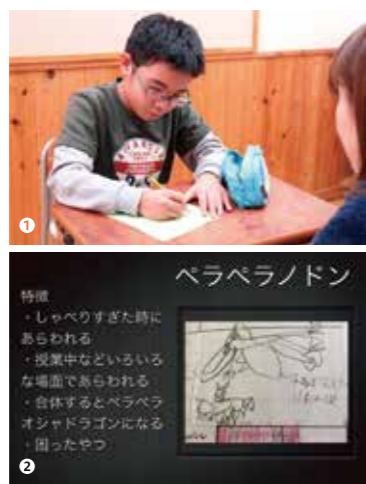 ❶
ペラペラノドン
特徴
・しゃべりすぎた時に
あらわれる
・授業中などいろいろ
な場面であらわれる
・合体するとペラペラ
オシャドラゴンになる
・困ったやつ
❷